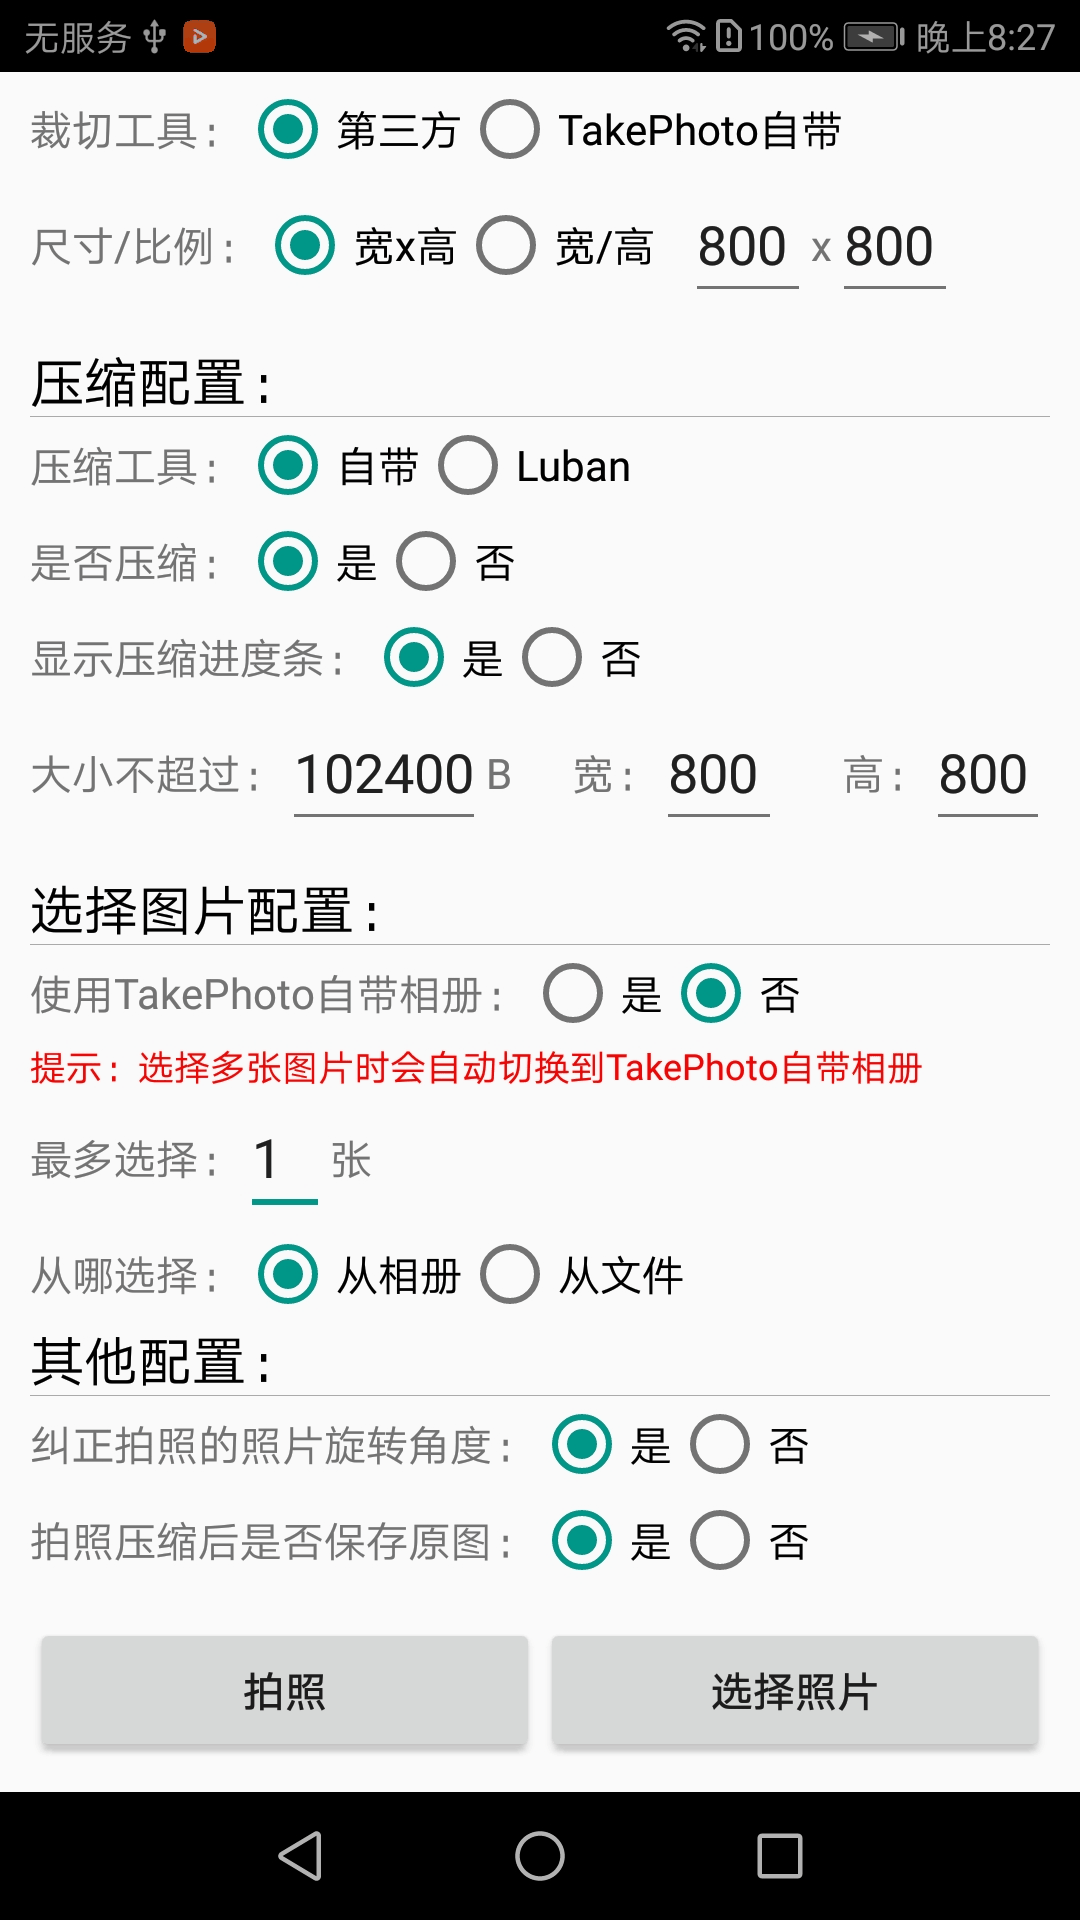 无服务 100% 晚上8:27
裁切工具: 第三方 TakePhoto自带
尺寸/比例: 宽x高 宽/高 800 x 800
压缩配置:
压缩工具: 自带 Luban
是否压缩: 是 否
显示压缩进度条: 是 否
大小不超过: 102400 B 宽: 800 高: 800
选择图片配置:
使用TakePhoto自带相册: 是 否
提示: 选择多张图片时会自动切换到TakePhoto自带相册
最多选择: 1 张
从哪选择: 从相册 从文件
其他配置:
纠正拍照的照片旋转角度: 是 否
拍照压缩后是否保存原图: 是 否
拍照 选择照片